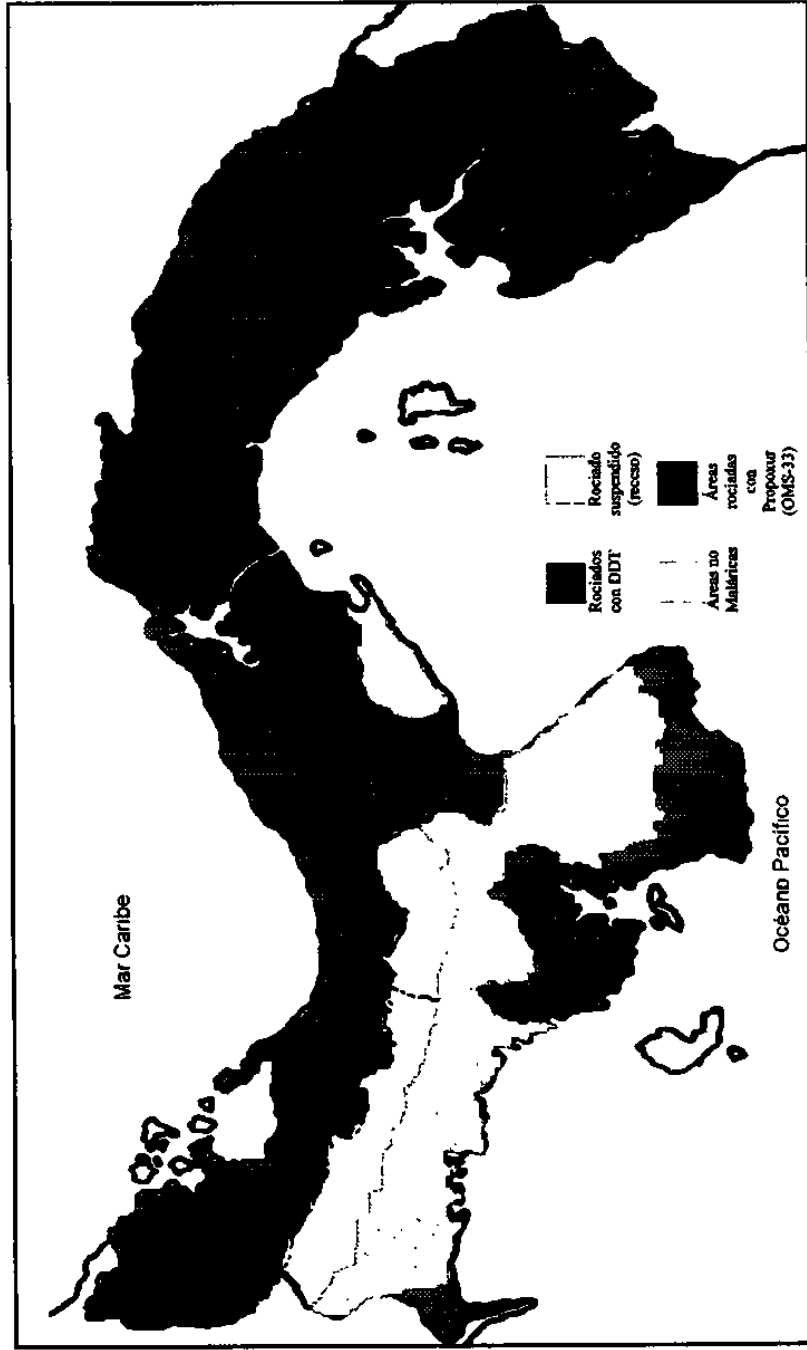 Mar Caribe
Rociados
con DDT
Rociado
suspendido
(receso)
Áreas no
Maláricas
Áreas
rociadas
con
Propoxur
(OMS-33)
Océano Pacífico